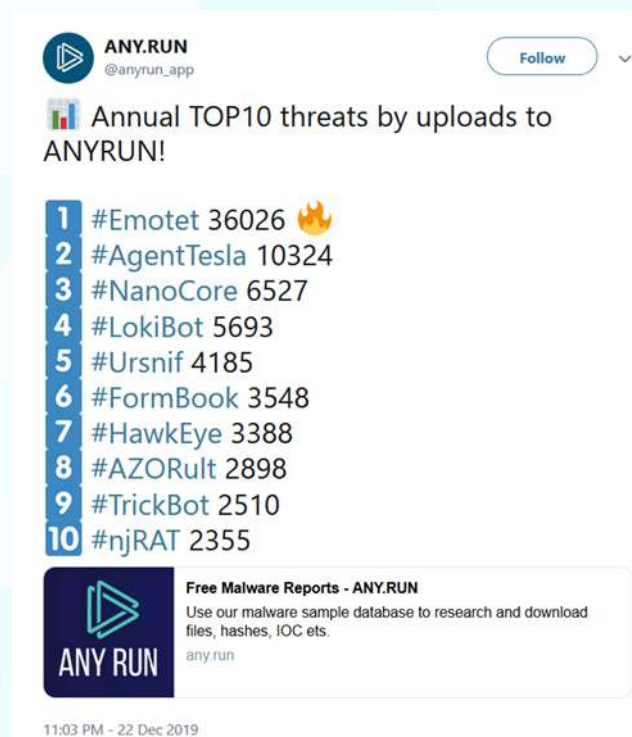 ANY.RUN
@anyrun_app
Follow
📊 Annual TOP10 threats by uploads to
ANYRUN!
1 #Emotet 36026 🔥
2 #AgentTesla 10324
3 #NanoCore 6527
4 #LokiBot 5693
5 #Ursnif 4185
6 #FormBook 3548
7 #HawkEye 3388
8 #AZORult 2898
9 #TrickBot 2510
10 #njRAT 2355
ANY RUN
Free Malware Reports - ANY.RUN
Use our malware sample database to research and download
files, hashes, IOC ets.
any.run
11:03 PM - 22 Dec 2019